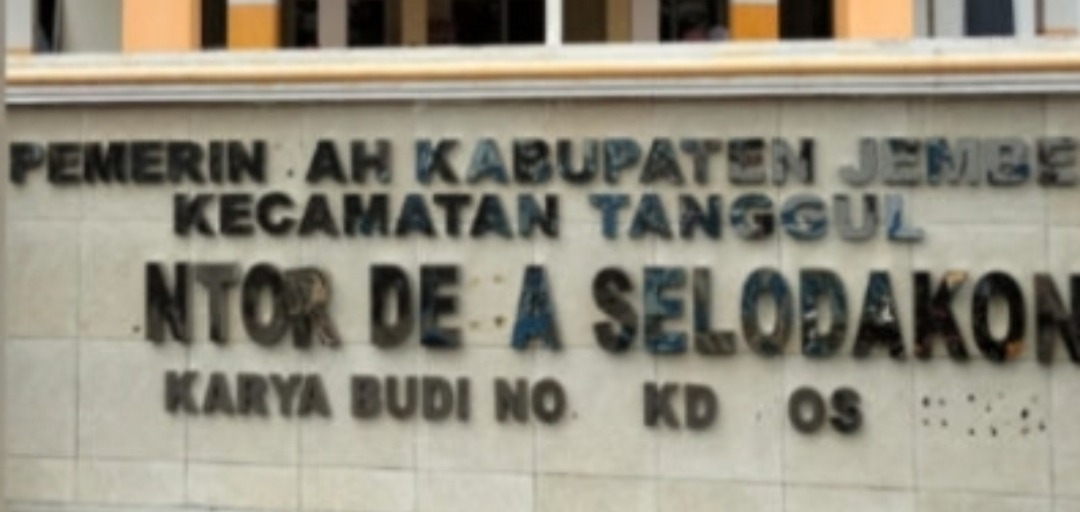 PEMERIN AH KABUPATEN JEMBE
KECAMATAN TANGGUL
NTOR DE A SELODAKON
KARYA BUDI NO KD OS